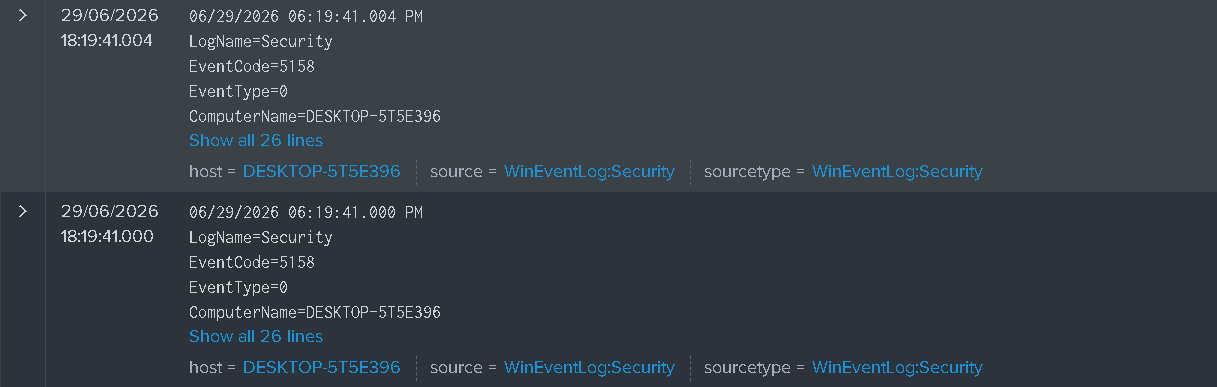 29/06/2026 06/29/2026 06:19:41.004 PM
18:19:41.004 LogName=Security
EventCode=5158
EventType=0
ComputerName=DESKTOP-5T5E396
Show all 26 lines
host = DESKTOP-5T5E396 source = WinEventLog:Security sourcetype = WinEventLog:Security
29/06/2026 06/29/2026 06:19:41.000 PM
18:19:41.000 LogName=Security
EventCode=5158
EventType=0
ComputerName=DESKTOP-5T5E396
Show all 26 lines
host = DESKTOP-5T5E396 source = WinEventLog:Security sourcetype = WinEventLog:Security